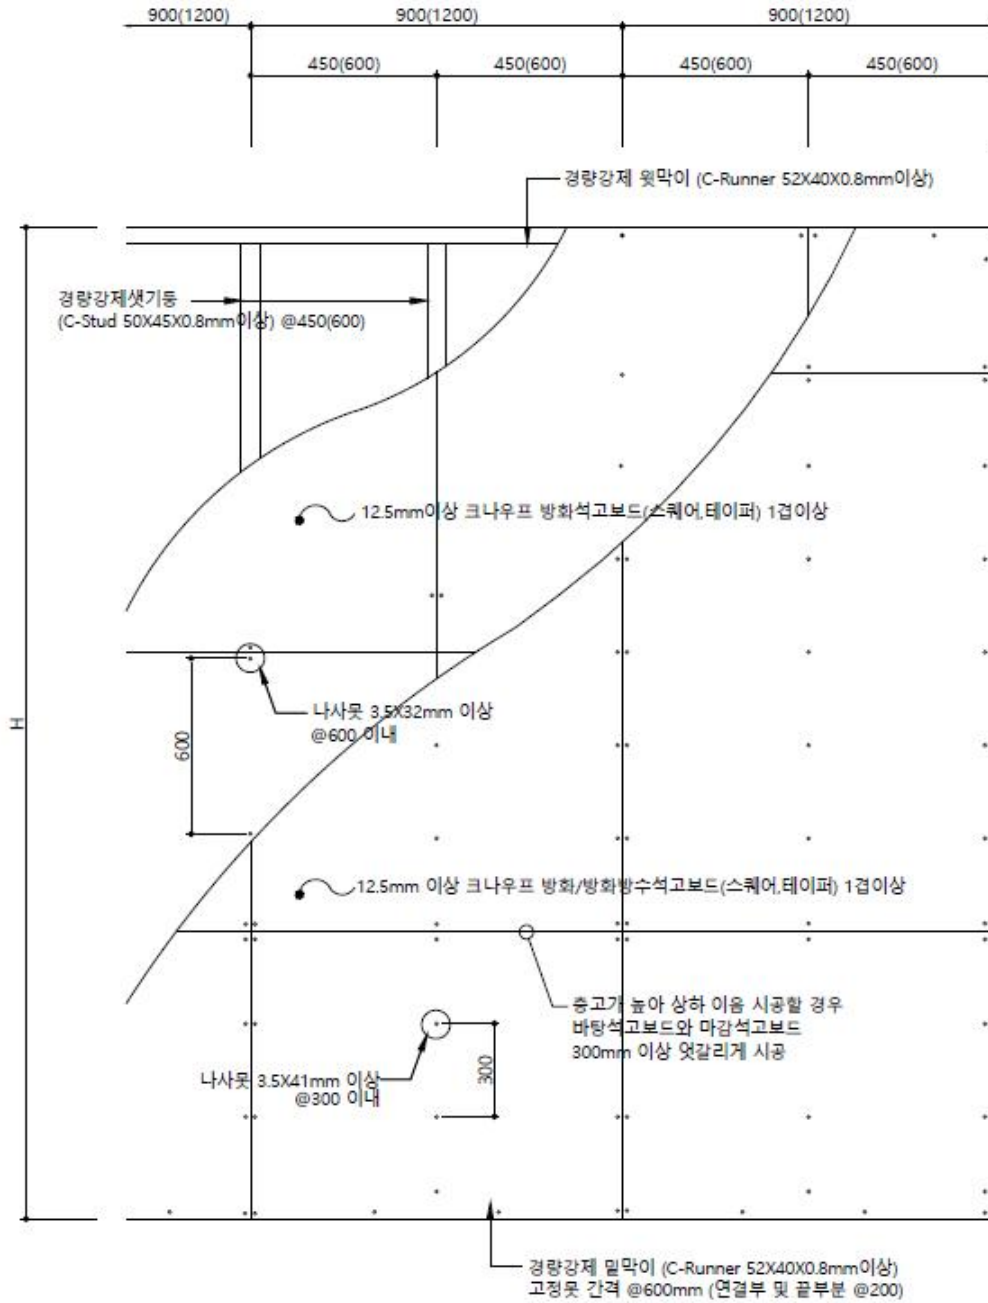 900(1200) 900(1200) 900(1200)
450(600) 450(600) 450(600) 450(600)
경량강제 윗막이 (C-Runner 52X40X0.8mm이상)
경량강제샛기둥
(C-Stud 50X45X0.8mm이상) @450(600)
12.5mm이상 크나우프 방화석고보드(스퀘어,테이퍼) 1겹이상
나사못 3.5X32mm 이상
@600 이내
600
H
12.5mm 이상 크나우프 방화/방화방수석고보드(스퀘어,테이퍼) 1겹이상
층고가 높아 상하 이음 시공할 경우
바탕석고보드와 마감석고보드
300mm 이상 엇갈리게 시공
나사못 3.5X41mm 이상
@300 이내
300
경량강제 밑막이 (C-Runner 52X40X0.8mm이상)
고정못 간격 @600mm (연결부 및 끝부분 @200)